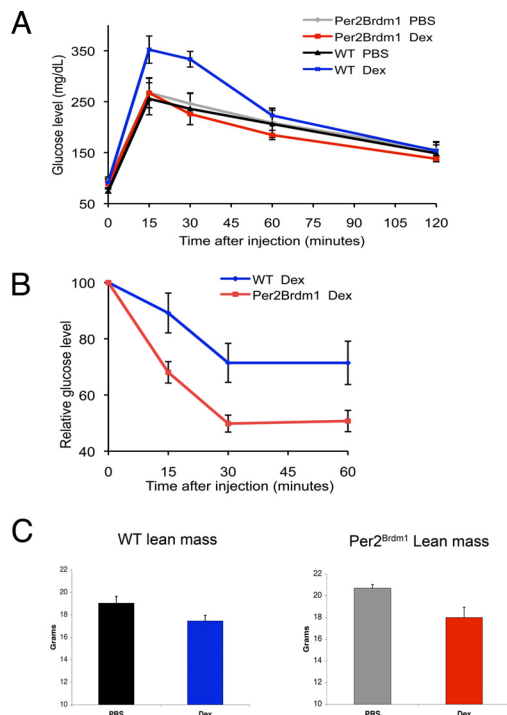 A
Per2Brdm1 PBS
Per2Brdm1 Dex
WT PBS
WT Dex
Glucose level (mg/dL)
350
250
150
50
0 15 30 45 60 75 90 105 120
Time after injection (minutes)
B
WT Dex
Per2Brdm1 Dex
Relative glucose level
100
80
60
40
0 15 30 45 60
Time after injection (minutes)
C
WT lean mass
Grams
22
20
18
16
14
12
10
PBS Dex
Per2Brdm1 Lean mass
Grams
22
20
18
16
14
12
10
PBS Dex